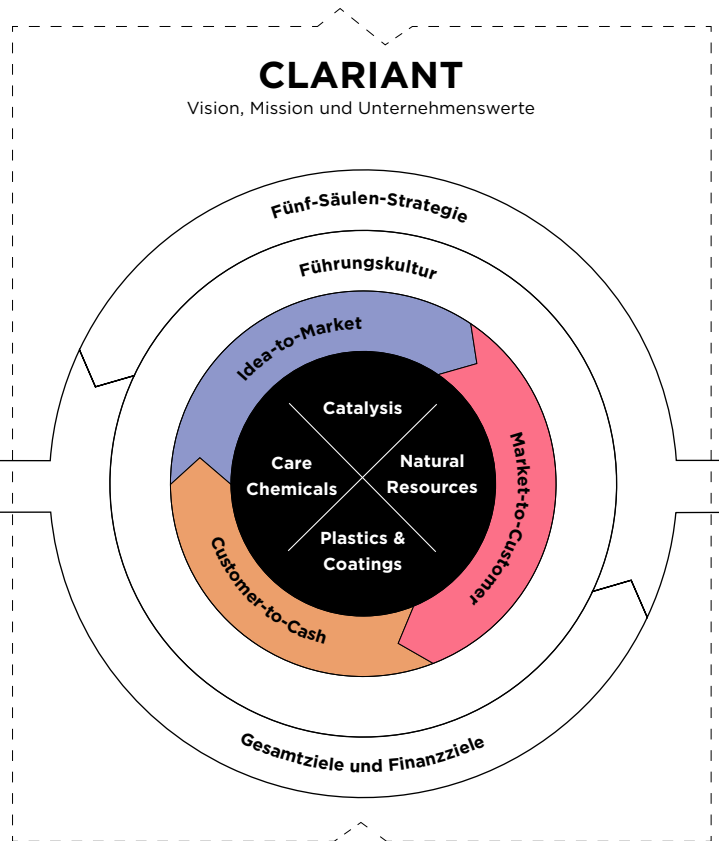 CLARIANT
Vision, Mission und Unternehmenswerte
Fünf-Säulen-Strategie
Führungskultur
Idea-to-Market
Market-to-Customer
Customer-to-Cash
Catalysis
Care
Chemicals
Natural
Resources
Plastics &
Coatings
Gesamtziele und Finanzziele